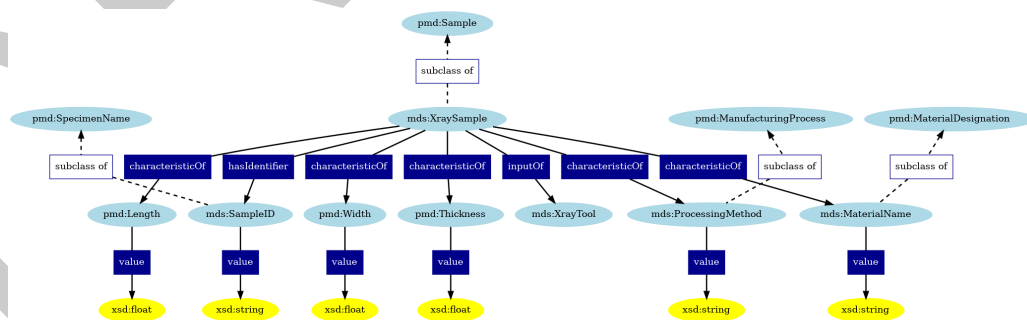 pmd:Sample
subclass of
pmd:SpecimenName mds:XraySample pmd:ManufacturingProcess pmd:MaterialDesignation
subclass of characteristicOf hasIdentifier characteristicOf characteristicOf inputOf characteristicOf characteristicOf subclass of subclass of
pmd:Length mds:SampleID pmd:Width pmd:Thickness mds:XrayTool mds:ProcessingMethod mds:MaterialName
value value value value value value
xsd:float xsd:string xsd:float xsd:float xsd:string xsd:string